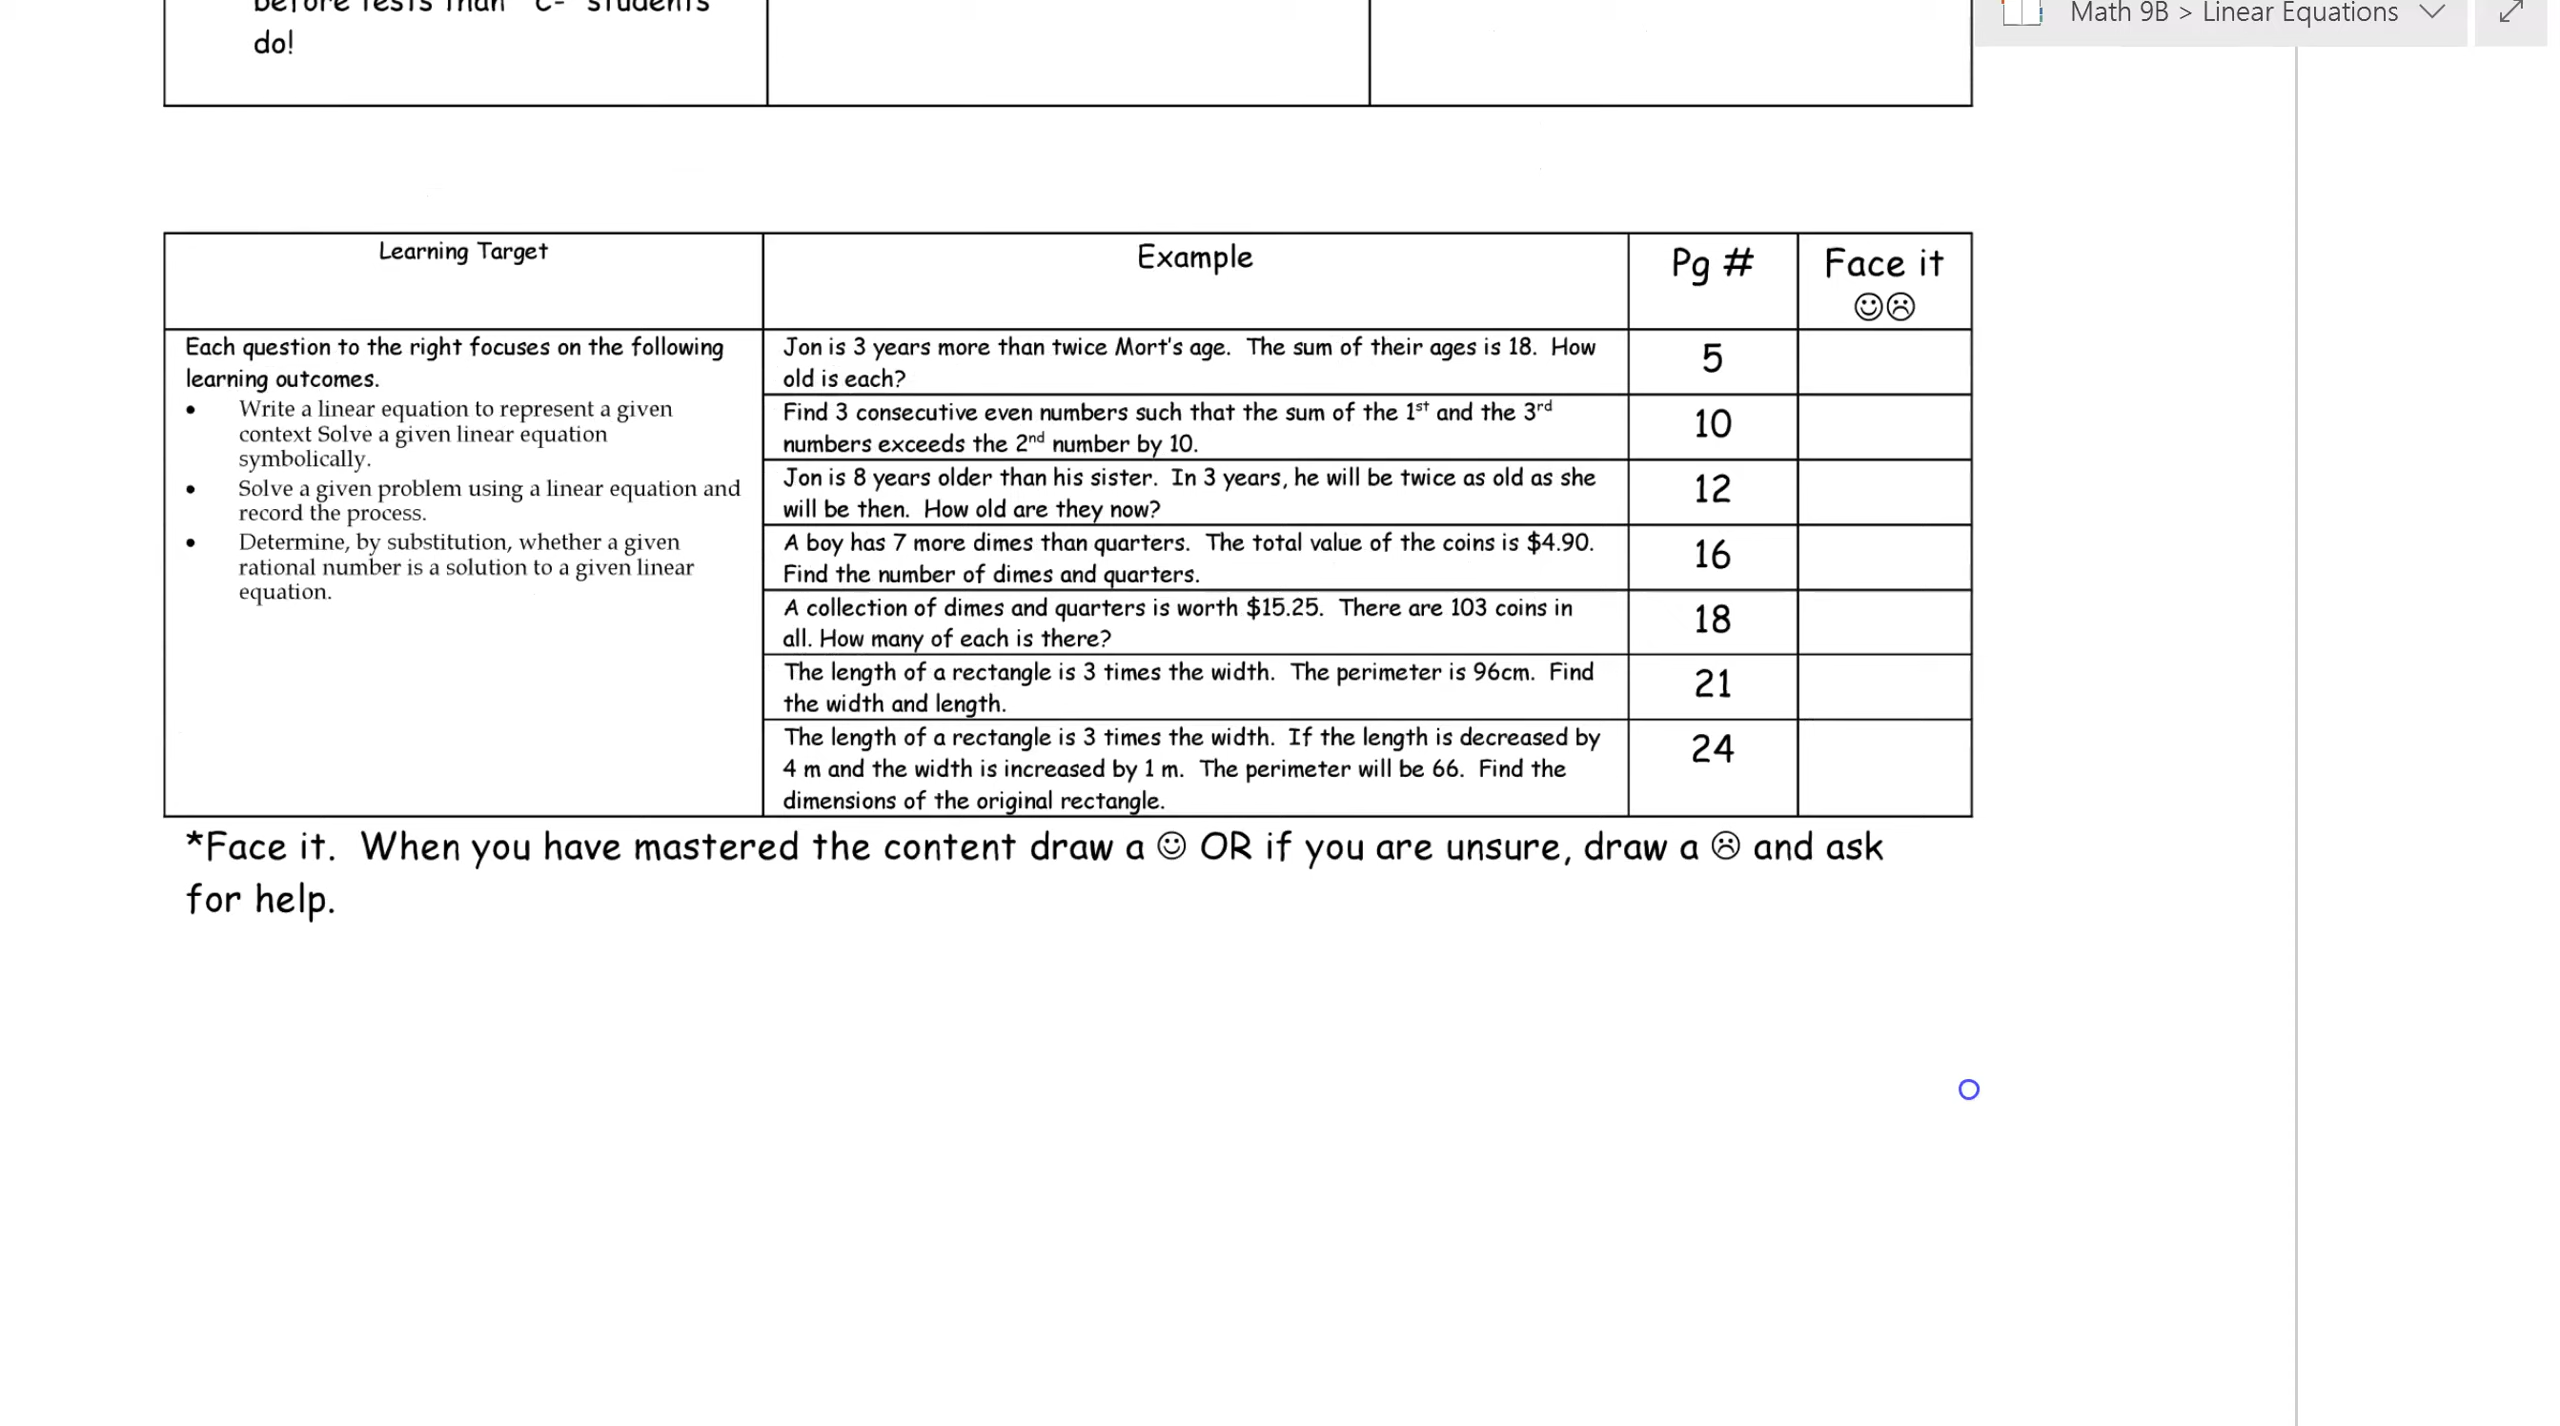 before tests than "C-" students
do!
Math 9B > Linear Equations
Learning Target
Example
Pg #
Face it
☺☹
Each question to the right focuses on the following
learning outcomes.
• Write a linear equation to represent a given
context Solve a given linear equation
symbolically.
• Solve a given problem using a linear equation and
record the process.
• Determine, by substitution, whether a given
rational number is a solution to a given linear
equation.
Jon is 3 years more than twice Mort's age. The sum of their ages is 18. How
old is each?
5
Find 3 consecutive even numbers such that the sum of the 1st and the 3rd
numbers exceeds the 2nd number by 10.
10
Jon is 8 years older than his sister. In 3 years, he will be twice as old as she
will be then. How old are they now?
12
A boy has 7 more dimes than quarters. The total value of the coins is $4.90.
Find the number of dimes and quarters.
16
A collection of dimes and quarters is worth $15.25. There are 103 coins in
all. How many of each is there?
18
The length of a rectangle is 3 times the width. The perimeter is 96cm. Find
the width and length.
21
The length of a rectangle is 3 times the width. If the length is decreased by
4 m and the width is increased by 1 m. The perimeter will be 66. Find the
dimensions of the original rectangle.
24
*Face it. When you have mastered the content draw a ☺ OR if you are unsure, draw a ☹ and ask
for help.